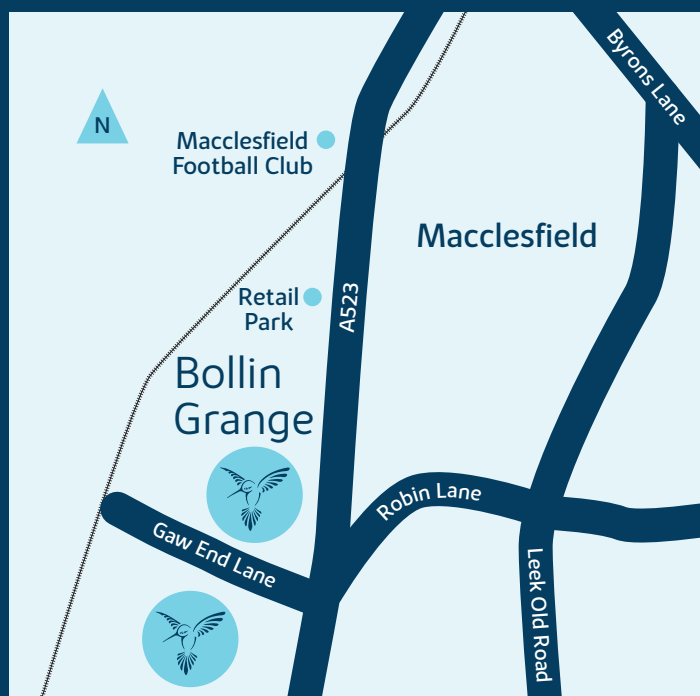 Byrons Lane
N
Macclesfield
Football Club
Macclesfield
Retail
Park
A523
Bollin
Grange
Robin Lane
Gaw End Lane
Leek Old Road